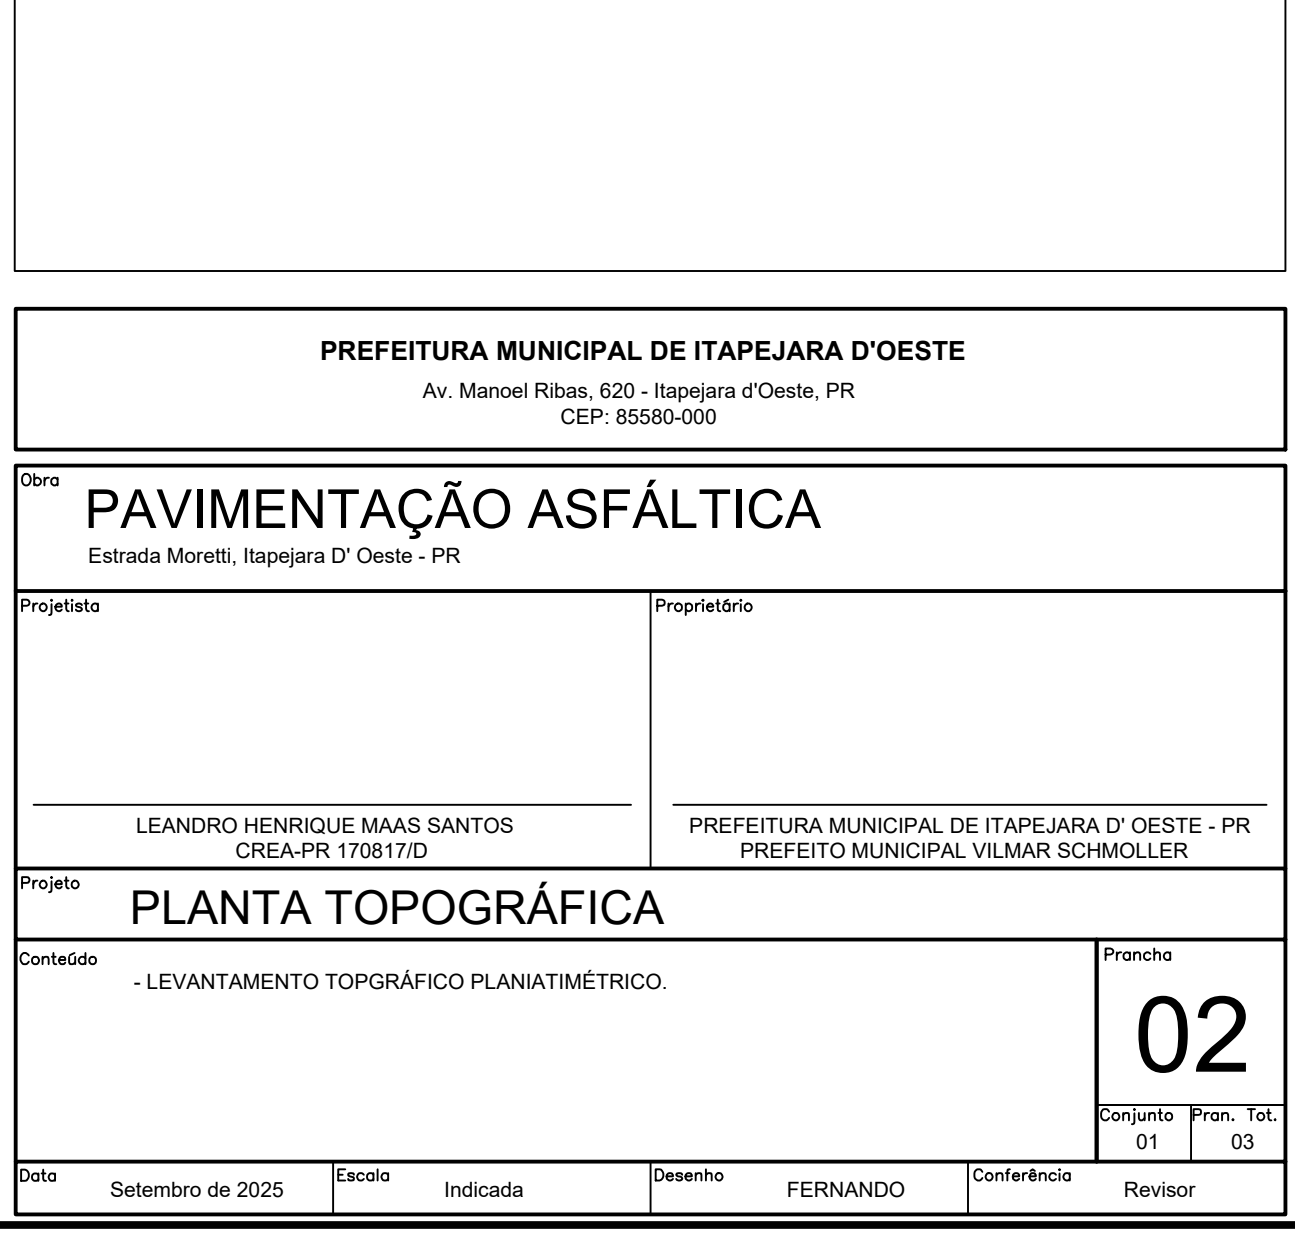 PREFEITURA MUNICIPAL DE ITAPEJARA D'OESTE
Av. Manoel Ribas, 620 - Itapejara d'Oeste, PR
CEP: 85580-000
Obra
PAVIMENTAÇÃO ASFÁLTICA
Estrada Moretti, Itapejara D' Oeste - PR
Projetista
LEANDRO HENRIQUE MAAS SANTOS
CREA-PR 170817/D
Proprietário
PREFEITURA MUNICIPAL DE ITAPEJARA D' OESTE - PR
PREFEITO MUNICIPAL VILMAR SCHMOLLER
Projeto
PLANTA TOPOGRÁFICA
Conteúdo
- LEVANTAMENTO TOPGRÁFICO PLANIATIMÉTRICO.
Prancha
02
Conjunto
01
Pran. Tot.
03
Data
Setembro de 2025
Escala
Indicada
Desenho
FERNANDO
Conferência
Revisor